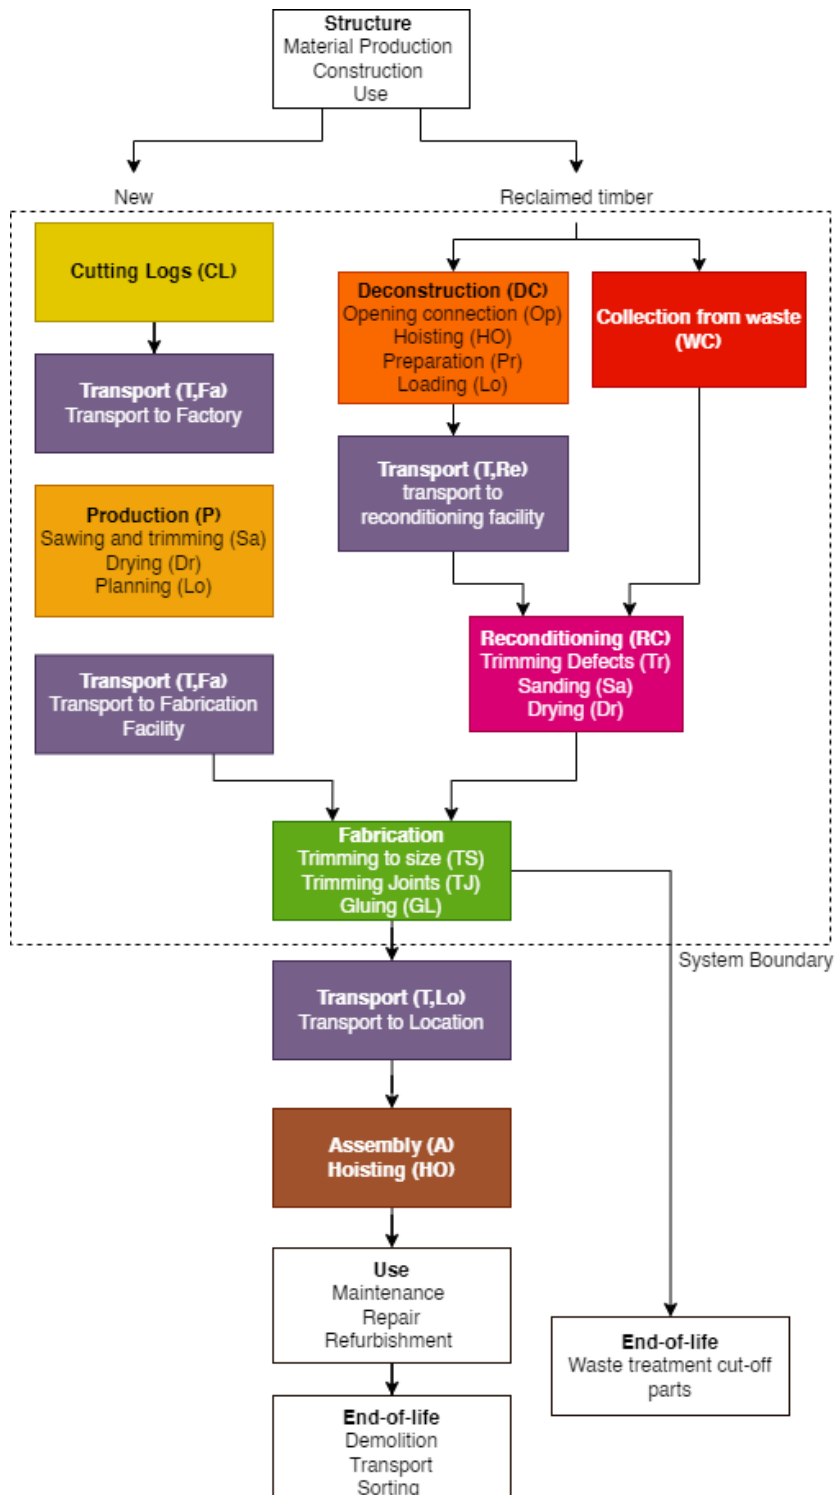 Structure
Material Production
Construction
Use
New
Reclaimed timber
Cutting Logs (CL)
Transport (T,Fa)
Transport to Factory
Production (P)
Sawing and trimming (Sa)
Drying (Dr)
Planning (Lo)
Transport (T,Fa)
Transport to Fabrication
Facility
Deconstruction (DC)
Opening connection (Op)
Hoisting (HO)
Preparation (Pr)
Loading (Lo)
Collection from waste
(WC)
Transport (T,Re)
transport to
reconditioning facility
Reconditioning (RC)
Trimming Defects (Tr)
Sanding (Sa)
Drying (Dr)
Fabrication
Trimming to size (TS)
Trimming Joints (TJ)
Gluing (GL)
System Boundary
Transport (T,Lo)
Transport to Location
Assembly (A)
Hoisting (HO)
Use
Maintenance
Repair
Refurbishment
End-of-life
Waste treatment cut-off
parts
End-of-life
Demolition
Transport
Sorting